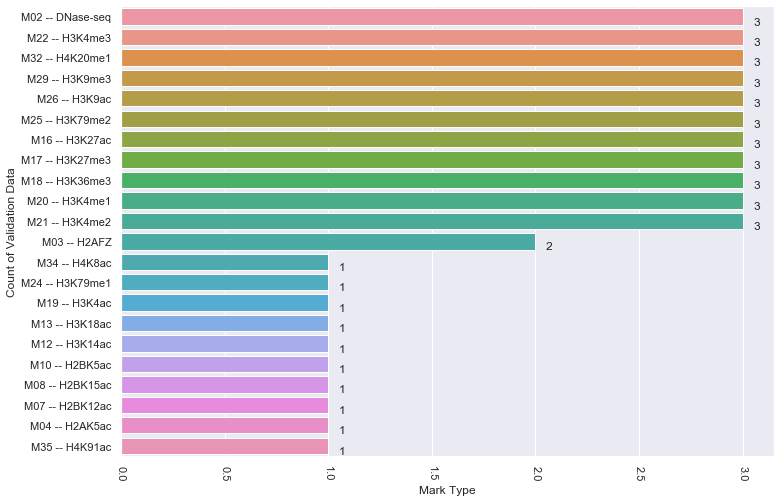 M02 -- DNase-seq 3
M22 -- H3K4me3 3
M32 -- H4K20me1 3
M29 -- H3K9me3 3
M26 -- H3K9ac 3
M25 -- H3K79me2 3
M16 -- H3K27ac 3
M17 -- H3K27me3 3
M18 -- H3K36me3 3
M20 -- H3K4me1 3
M21 -- H3K4me2 3
M03 -- H2AFZ 2
M34 -- H4K8ac 1
M24 -- H3K79me1 1
M19 -- H3K4ac 1
M13 -- H3K18ac 1
M12 -- H3K14ac 1
M10 -- H2BK5ac 1
M08 -- H2BK15ac 1
M07 -- H2BK12ac 1
M04 -- H2AK5ac 1
M35 -- H4K91ac 1
Count of Validation Data
0.0 0.5 1.0 1.5 2.0 2.5 3.0
Mark Type